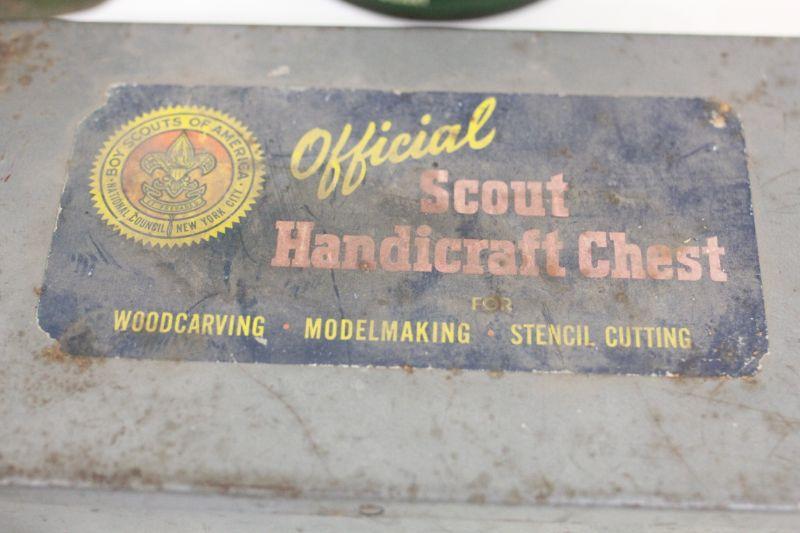 BOY SCOUTS OF AMERICA
NATIONAL COUNCIL NEW YORK CITY
Official
Scout
Handicraft Chest
FOR
WOODCARVING • MODELMAKING • STENCIL CUTTING